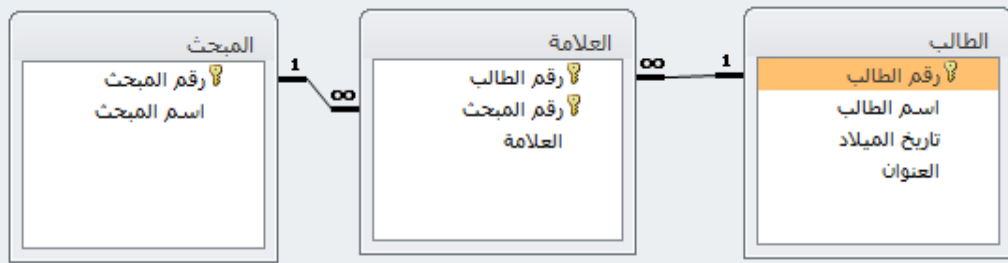 الطالب
رقم الطالب
اسم الطالب
تاريخ الميلاد
العنوان
1
∞
العلامة
رقم الطالب
رقم المبحث
العلامة
∞
1
المبحث
رقم المبحث
اسم المبحث